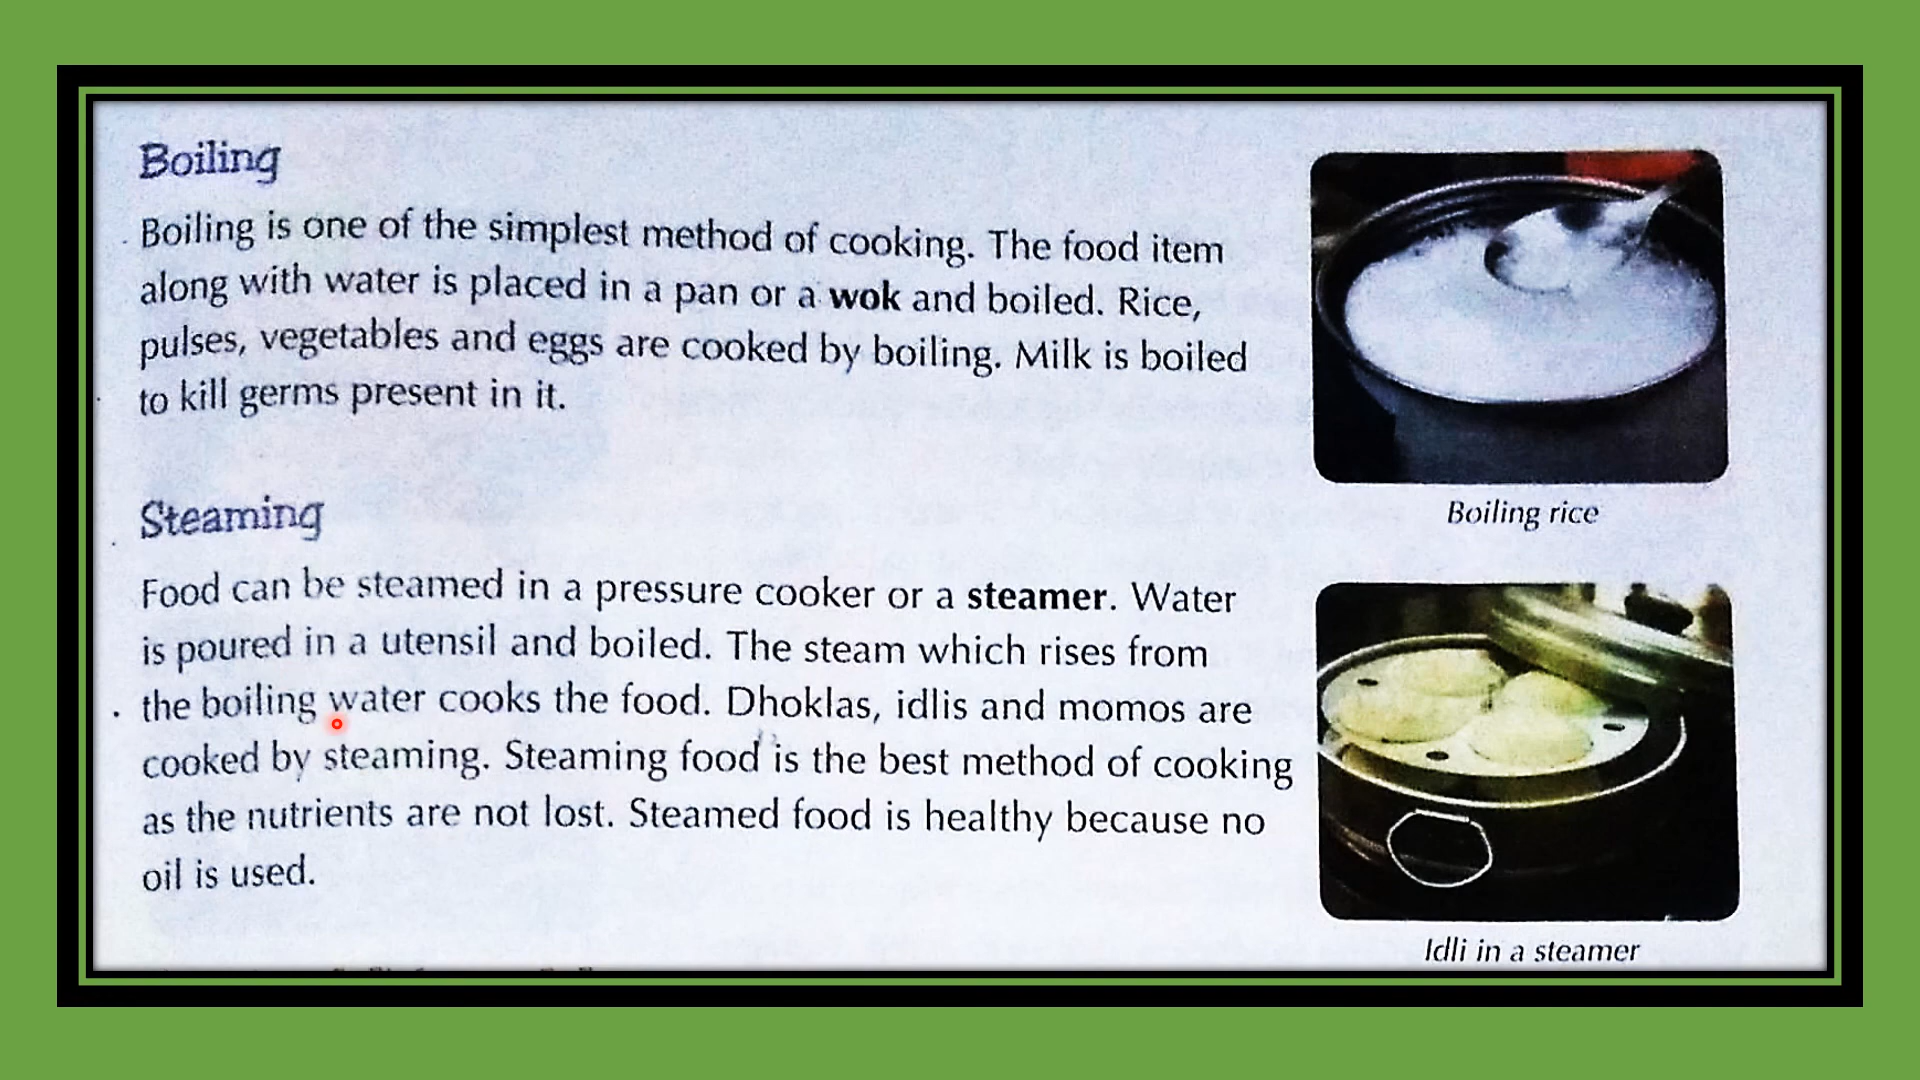 Boiling
Boiling is one of the simplest method of cooking. The food item
along with water is placed in a pan or a wok and boiled. Rice,
pulses, vegetables and eggs are cooked by boiling. Milk is boiled
to kill germs present in it.
Boiling rice
Steaming
Food can be steamed in a pressure cooker or a steamer. Water
is poured in a utensil and boiled. The steam which rises from
the boiling water cooks the food. Dhoklas, idlis and momos are
cooked by steaming. Steaming food is the best method of cooking
as the nutrients are not lost. Steamed food is healthy because no
oil is used.
Idli in a steamer